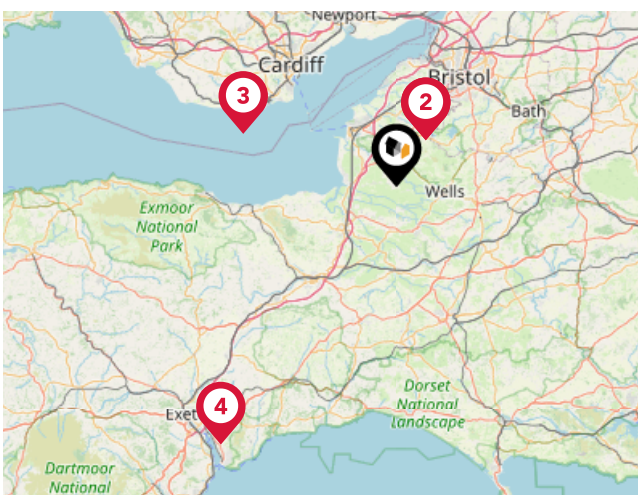 Newport
Cardiff
3
Bristol
2
Bath
Wells
Exmoor
National
Park
Dorset
National
Landscape
4
Exet
Dartmoor
National